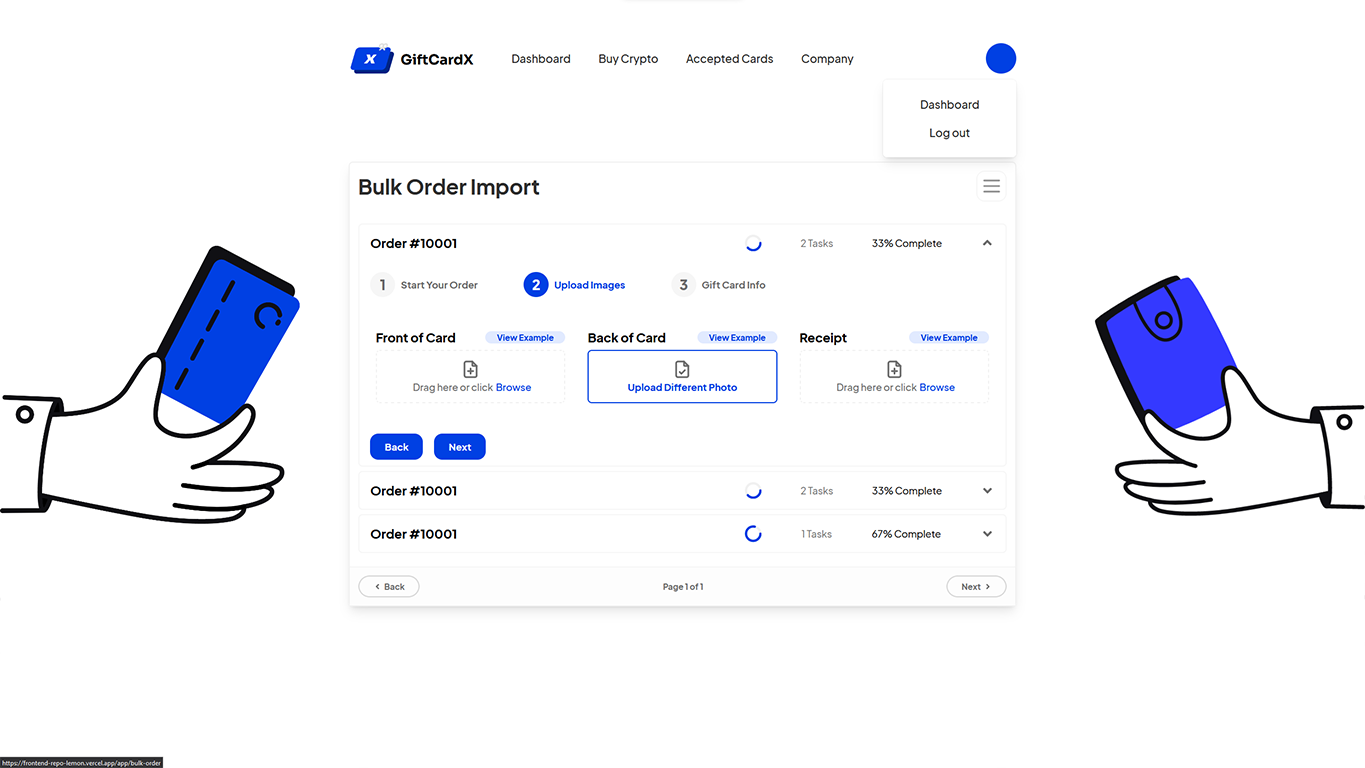 X GiftCardX Dashboard Buy Crypto Accepted Cards Company
Dashboard
Log out
Bulk Order Import
Order #10001 2 Tasks 33% Complete
1 Start Your Order 2 Upload Images 3 Gift Card Info
Front of Card View Example Back of Card View Example Receipt View Example
Drag here or click Browse Upload Different Photo Drag here or click Browse
Back Next
Order #10001 2 Tasks 33% Complete
Order #10001 1 Tasks 67% Complete
Back Page 1 of 1 Next
https://frontend-repo-lemon.vercel.app/app/bulk-order